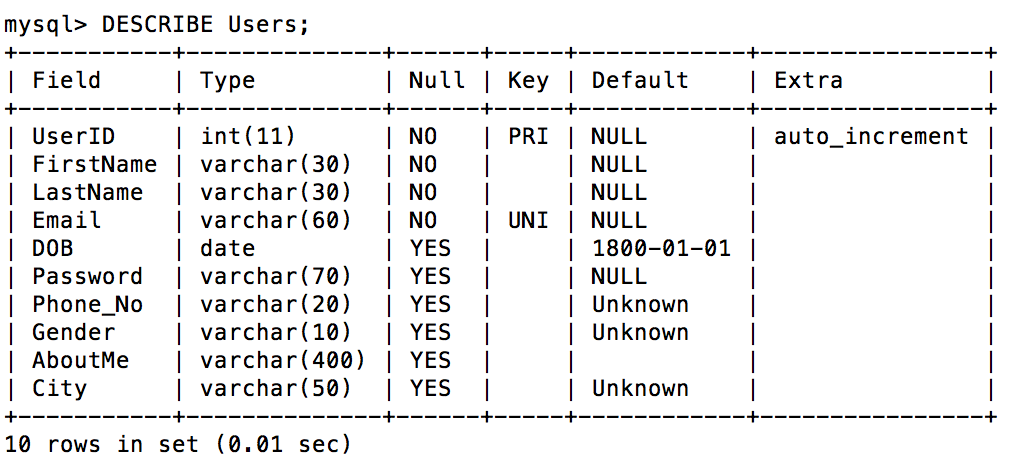 mysql> DESCRIBE Users;
+-----------+--------------+------+-----+------------+----------------+
| Field     | Type         | Null | Key | Default    | Extra          |
+-----------+--------------+------+-----+------------+----------------+
| UserID    | int(11)      | NO   | PRI | NULL       | auto_increment |
| FirstName | varchar(30)  | NO   |     | NULL       |                |
| LastName  | varchar(30)  | NO   |     | NULL       |                |
| Email     | varchar(60)  | NO   | UNI | NULL       |                |
| DOB       | date         | YES  |     | 1800-01-01 |                |
| Password  | varchar(70)  | YES  |     | NULL       |                |
| Phone_No  | varchar(20)  | YES  |     | Unknown    |                |
| Gender    | varchar(10)  | YES  |     | Unknown    |                |
| AboutMe   | varchar(400) | YES  |     |            |                |
| City      | varchar(50)  | YES  |     | Unknown    |                |
+-----------+--------------+------+-----+------------+----------------+
10 rows in set (0.01 sec)